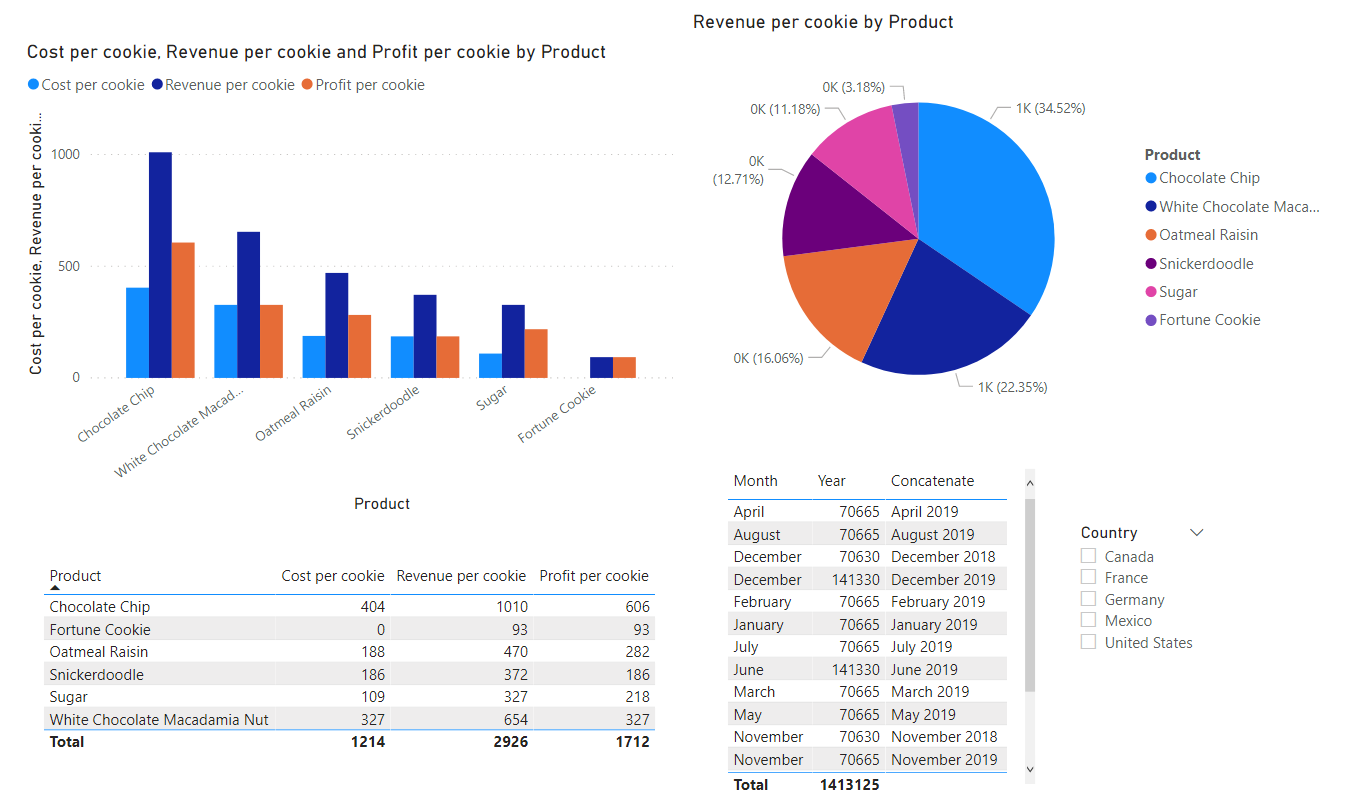 Cost per cookie, Revenue per cookie and Profit per cookie by Product
Cost per cookie Revenue per cookie Profit per cookie
Cost per cookie, Revenue per cooki...
1000
500
0
Chocolate Chip
White Chocolate Macad...
Oatmeal Raisin
Snickerdoodle
Sugar
Fortune Cookie
Product
Revenue per cookie by Product
0K (3.18%)
0K (11.18%)
1K (34.52%)
0K
(12.71%)
0K (16.06%)
1K (22.35%)
Product
Chocolate Chip
White Chocolate Maca...
Oatmeal Raisin
Snickerdoodle
Sugar
Fortune Cookie
Product Cost per cookie Revenue per cookie Profit per cookie
Chocolate Chip 404 1010 606
Fortune Cookie 0 93 93
Oatmeal Raisin 188 470 282
Snickerdoodle 186 372 186
Sugar 109 327 218
White Chocolate Macadamia Nut 327 654 327
Total 1214 2926 1712
Month Year Concatenate
April 70665 April 2019
August 70665 August 2019
December 70630 December 2018
December 141330 December 2019
February 70665 February 2019
January 70665 January 2019
July 70665 July 2019
June 141330 June 2019
March 70665 March 2019
May 70665 May 2019
November 70630 November 2018
November 70665 November 2019
Total 1413125
Country
Canada
France
Germany
Mexico
United States